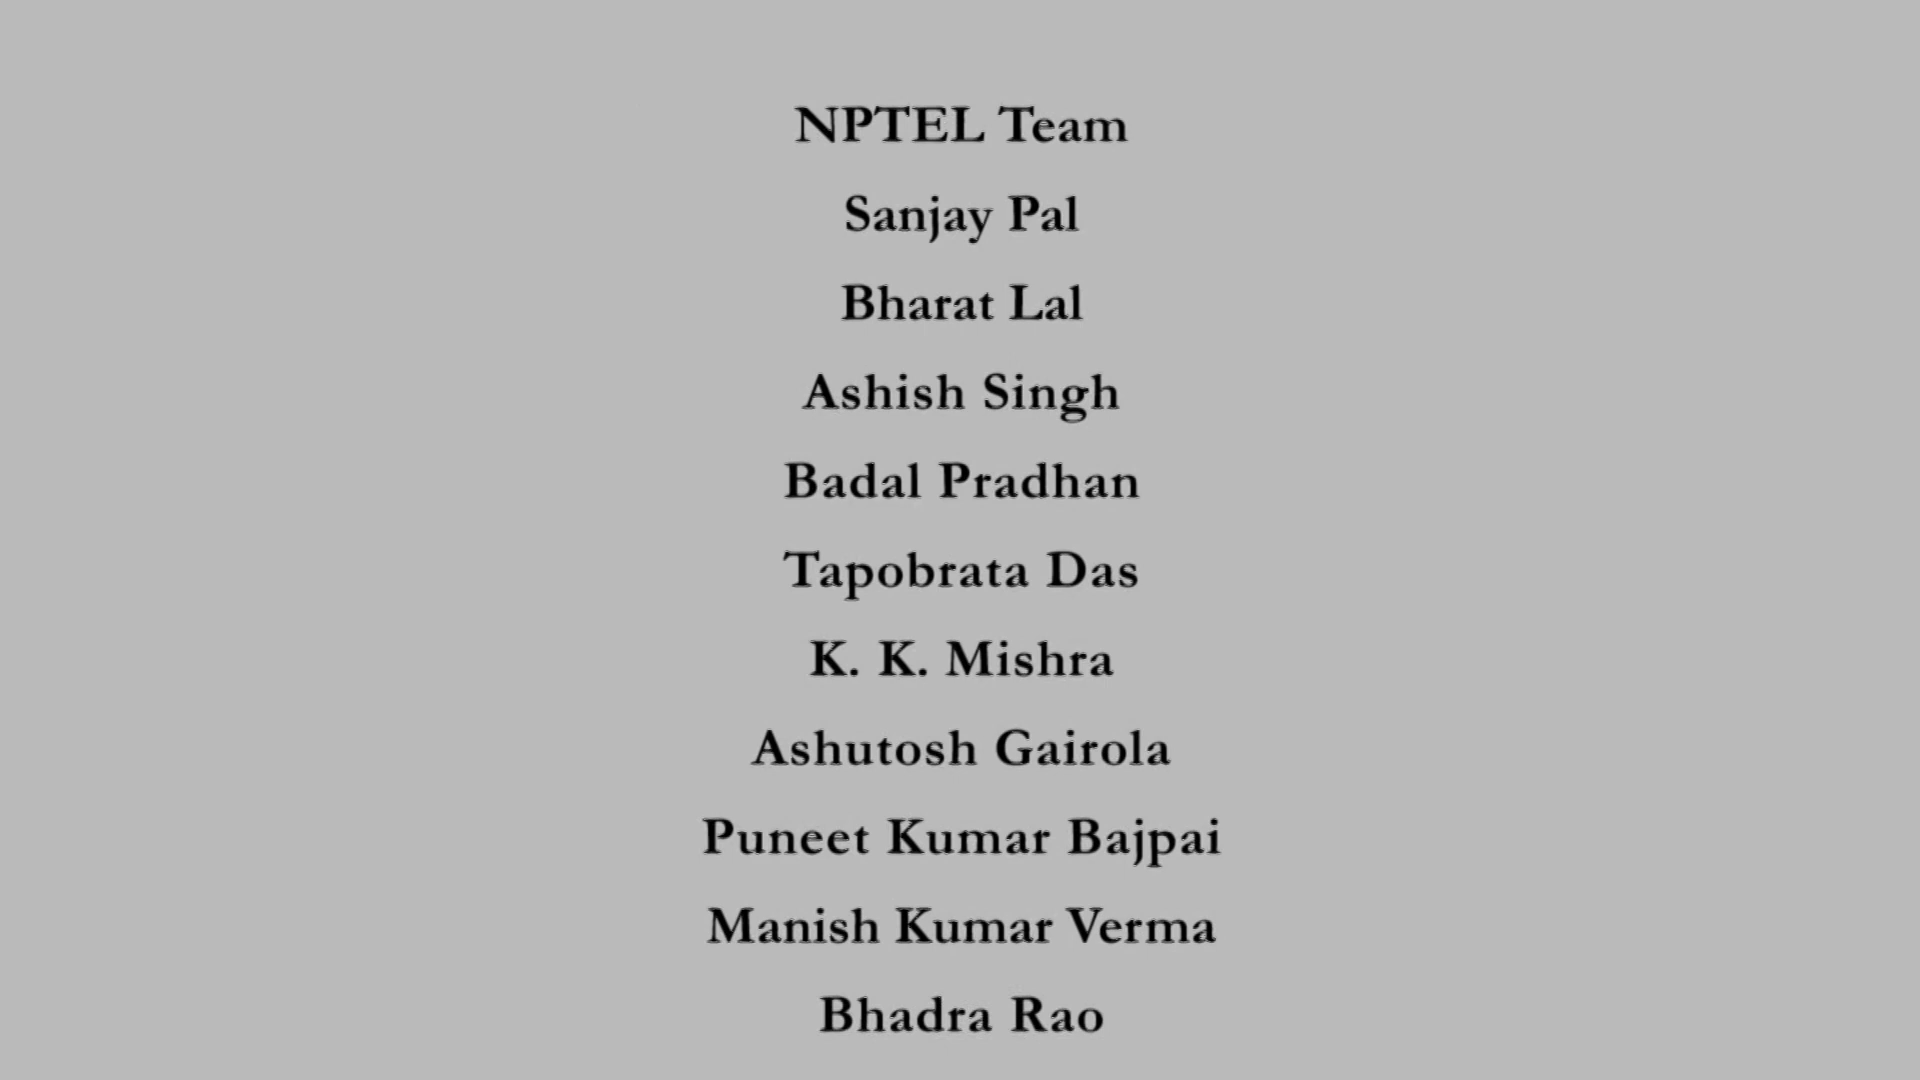 NPTEL Team
Sanjay Pal
Bharat Lal
Ashish Singh
Badal Pradhan
Tapobrata Das
K. K. Mishra
Ashutosh Gairola
Puneet Kumar Bajpai
Manish Kumar Verma
Bhadra Rao